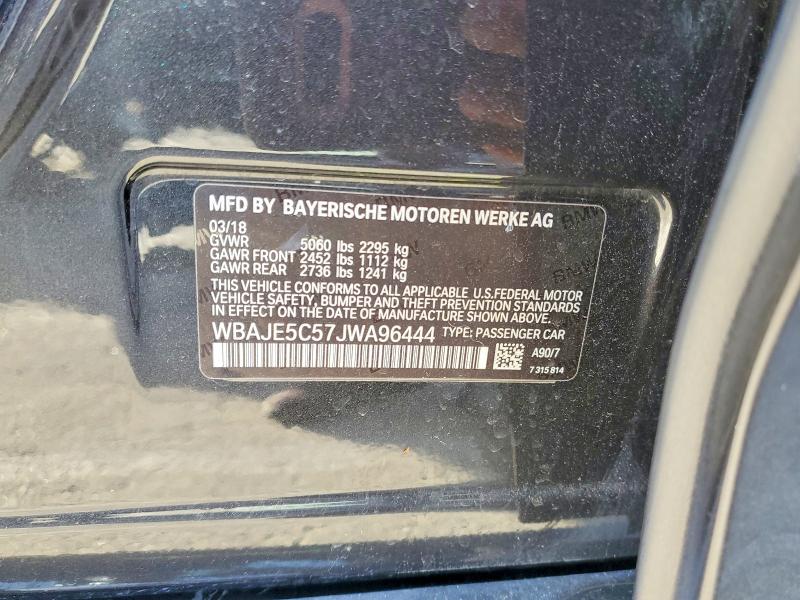 MFD BY BAYERISCHE MOTOREN WERKE AG
03/18
GVWR 5060 lbs 2295 kg
GAWR FRONT 2452 lbs 1112 kg
GAWR REAR 2736 lbs 1241 kg
THIS VEHICLE CONFORMS TO ALL APPLICABLE U.S.FEDERAL MOTOR
VEHICLE SAFETY, BUMPER AND THEFT PREVENTION STANDARDS
IN EFFECT ON THE DATE OF MANUFACTURE SHOWN ABOVE.
WBAJE5C57JWA96444 TYPE: PASSENGER CAR
A90/7
7 315 814